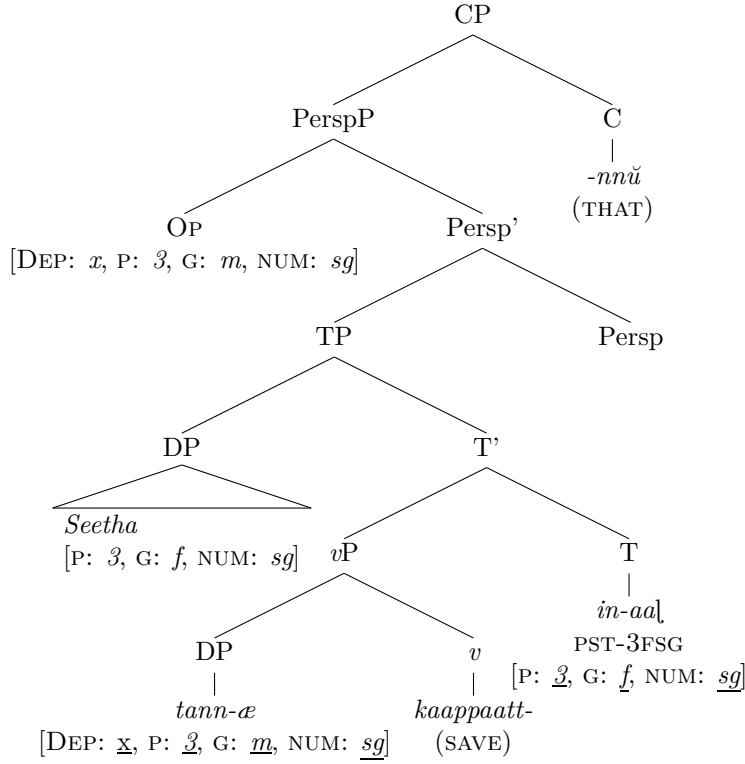 CP
PerspP C
-nnŭ
(THAT)
OP Persp'
[DEP: x, P: 3, G: m, NUM: sg]
TP Persp
DP T'
Seetha
[P: 3, G: f, NUM: sg]
vP T
in-aaɭ
PST-3FSG
[P: 3, G: f, NUM: sg]
DP v
tann-æ kaappaatt-
[DEP: x, P: 3, G: m, NUM: sg] (SAVE)